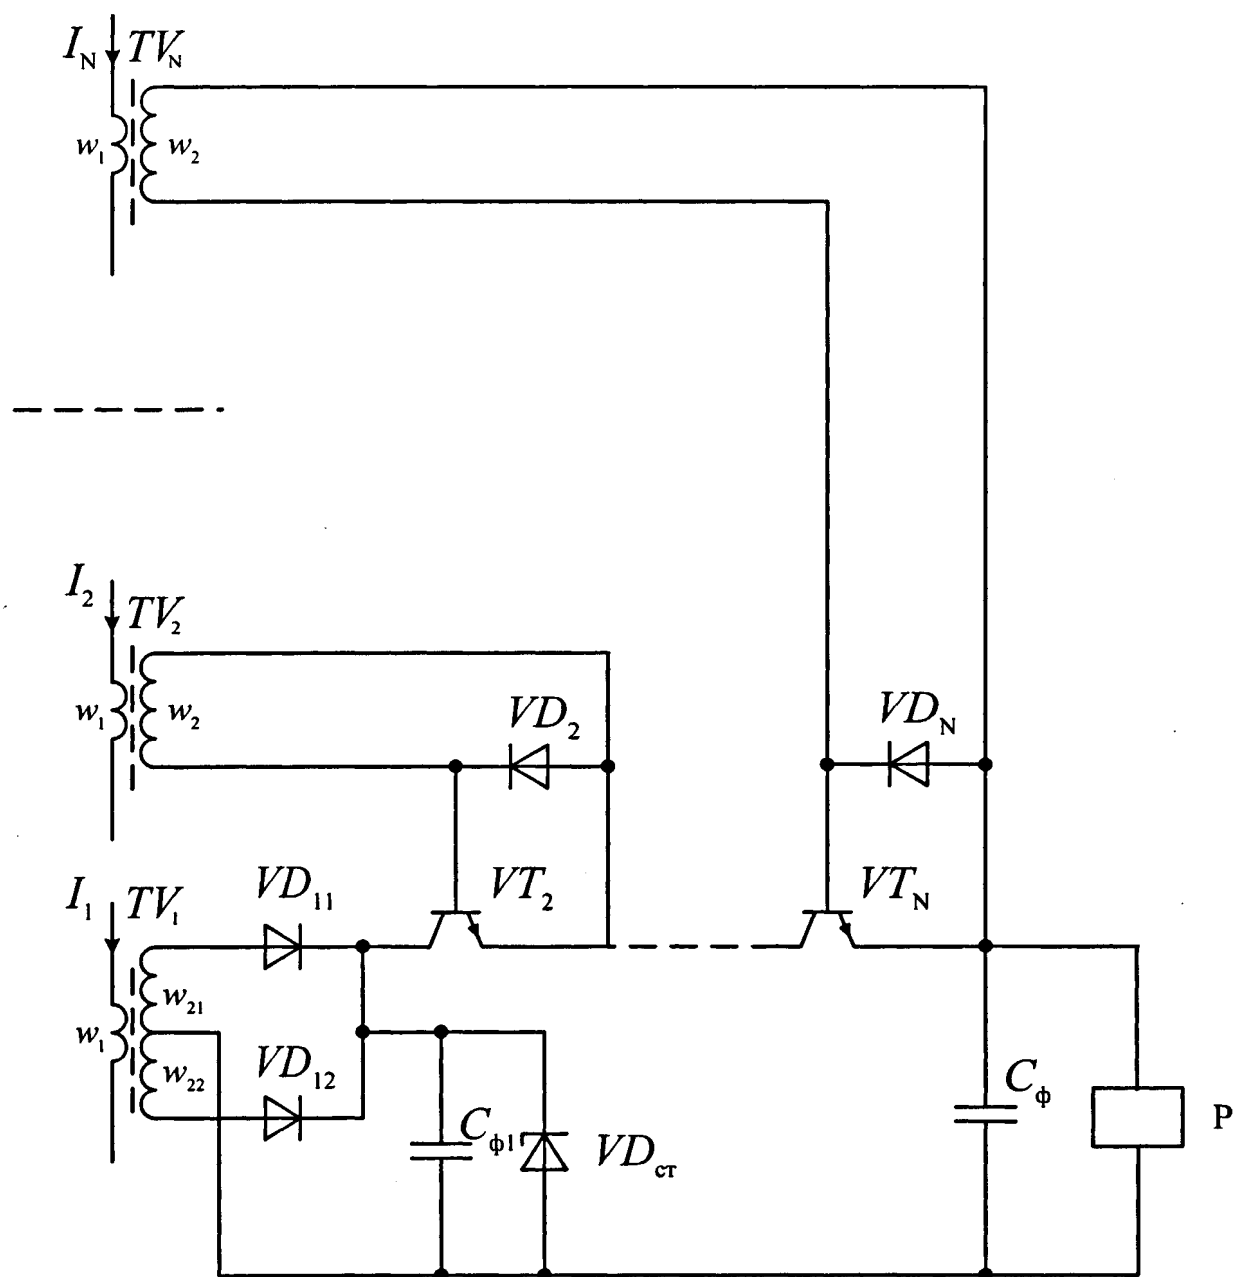 I_N TV_N
w_1 w_2
I_2 TV_2
w_1 w_2 VD_2 VD_N
I_1 TV_1 VD_11 VT_2 VT_N
w_21
w_1
w_22 VD_12 C_ф1 VD_ст C_ф P